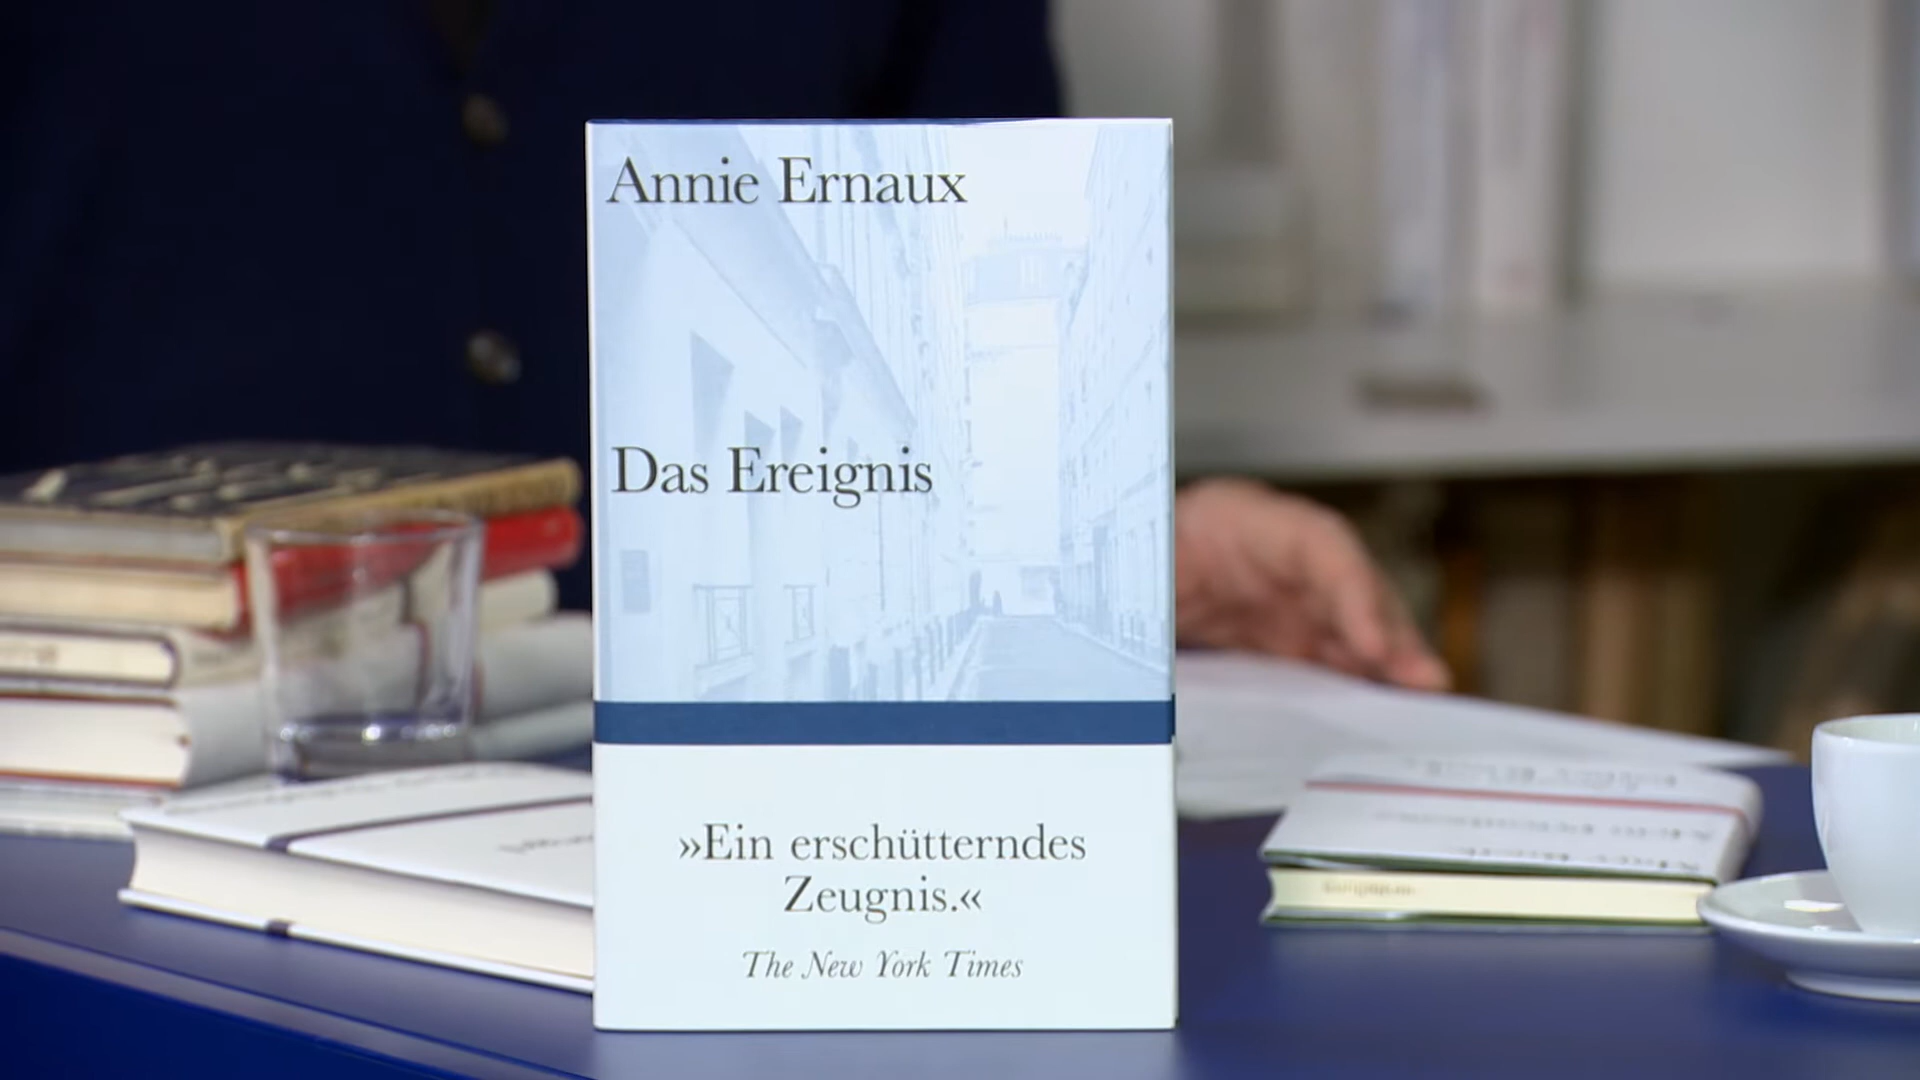 Annie Ernaux
Das Ereignis
»Ein erschütterndes
Zeugnis.«
The New York Times